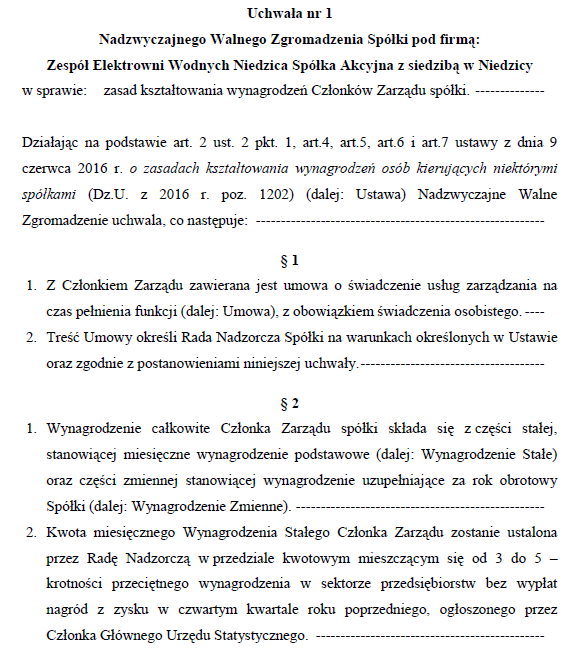 Uchwała nr 1
Nadzwyczajnego Walnego Zgromadzenia Spółki pod firmą:
Zespół Elektrowni Wodnych Niedzica Spółka Akcyjna z siedzibą w Niedzicy
w sprawie: zasad kształtowania wynagrodzeń Członków Zarządu spółki. --------------
Działając na podstawie art. 2 ust. 2 pkt. 1, art.4, art.5, art.6 i art.7 ustawy z dnia 9
czerwca 2016 r. o zasadach kształtowania wynagrodzeń osób kierujących niektórymi
spółkami (Dz.U. z 2016 r. poz. 1202) (dalej: Ustawa) Nadzwyczajne Walne
Zgromadzenie uchwala, co następuje: ----------------------------------------------------------
§ 1
1. Z Członkiem Zarządu zawierana jest umowa o świadczenie usług zarządzania na
czas pełnienia funkcji (dalej: Umowa), z obowiązkiem świadczenia osobistego. ----
2. Treść Umowy określi Rada Nadzorcza Spółki na warunkach określonych w Ustawie
oraz zgodnie z postanowieniami niniejszej uchwały.-------------------------------------
§ 2
1. Wynagrodzenie całkowite Członka Zarządu spółki składa się z części stałej,
stanowiącej miesięczne wynagrodzenie podstawowe (dalej: Wynagrodzenie Stałe)
oraz części zmiennej stanowiącej wynagrodzenie uzupełniające za rok obrotowy
Spółki (dalej: Wynagrodzenie Zmienne). --------------------------------------------------
2. Kwota miesięcznego Wynagrodzenia Stałego Członka Zarządu zostanie ustalona
przez Radę Nadzorczą w przedziale kwotowym mieszczącym się od 3 do 5 –
krotności przeciętnego wynagrodzenia w sektorze przedsiębiorstw bez wypłat
nagród z zysku w czwartym kwartale roku poprzedniego, ogłoszonego przez
Członka Głównego Urzędu Statystycznego. ----------------------------------------------